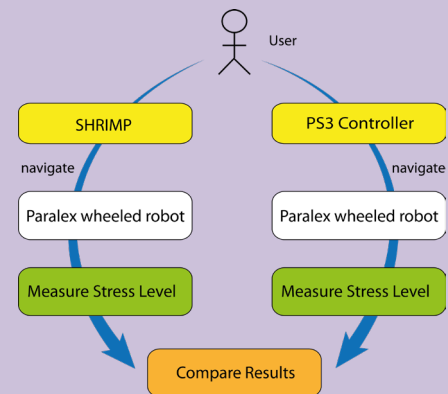 User
SHRIMP
PS3 Controller
navigate
navigate
Paralex wheeled robot
Paralex wheeled robot
Measure Stress Level
Measure Stress Level
Compare Results